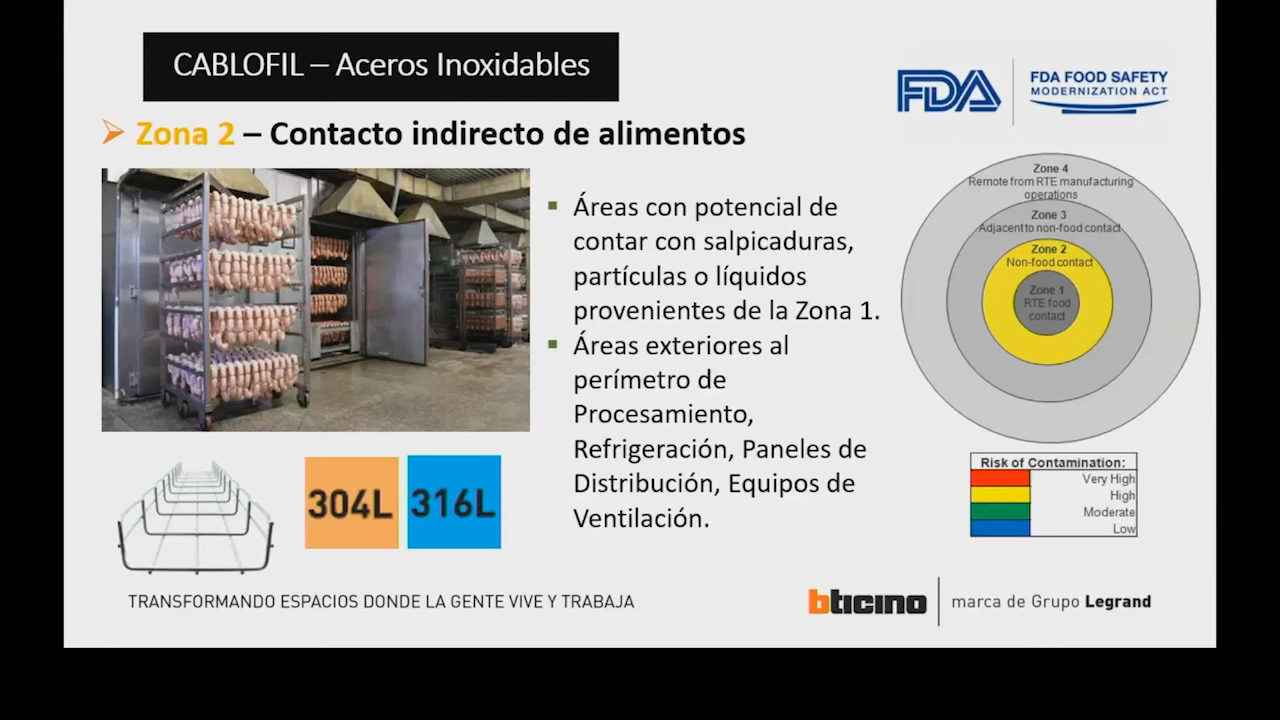 CABLOFIL – Aceros Inoxidables
FDA
FDA FOOD SAFETY
MODERNIZATION ACT
Zona 2 – Contacto indirecto de alimentos
Áreas con potencial de
contar con salpicaduras,
partículas o líquidos
provenientes de la Zona 1.
Áreas exteriores al
perímetro de
Procesamiento,
Refrigeración, Paneles de
Distribución, Equipos de
Ventilación.
Zone 4
Remote from RTE manufacturing
operations
Zone 3
Adjacent to non-food contact
Zone 2
Non-food contact
Zone 1
RTE food
contact
304L
316L
Risk of Contamination:
Very High
High
Moderate
Low
TRANSFORMANDO ESPACIOS DONDE LA GENTE VIVE Y TRABAJA
bticino
marca de Grupo Legrand